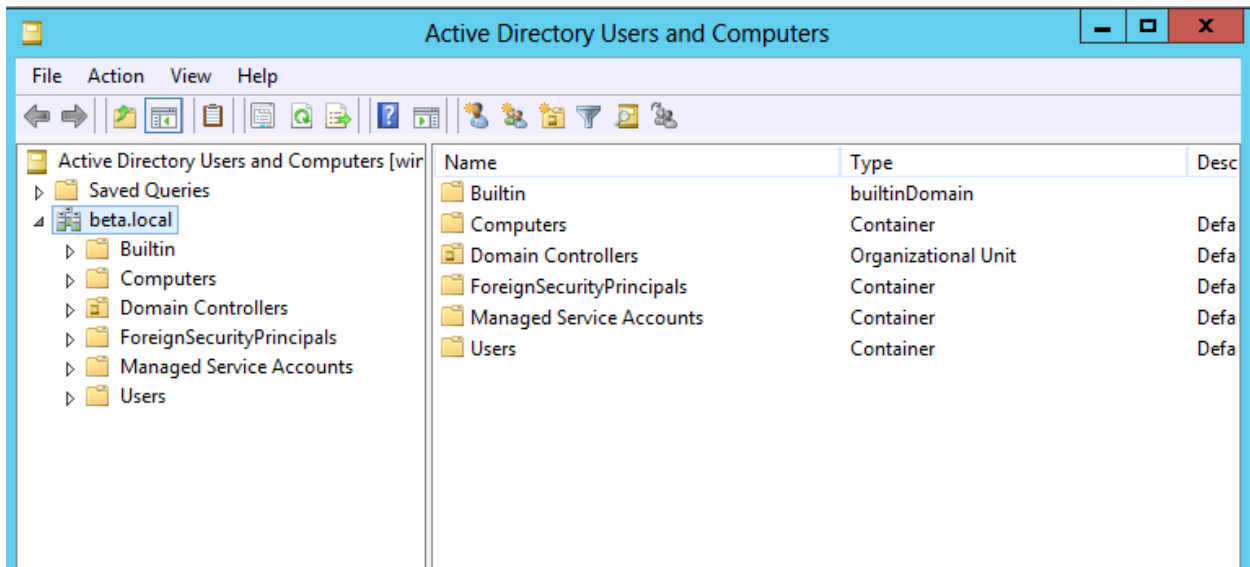 Active Directory Users and Computers
File Action View Help
Active Directory Users and Computers [wir
Saved Queries
beta.local
Builtin
Computers
Domain Controllers
ForeignSecurityPrincipals
Managed Service Accounts
Users
Name Type Desc
Builtin builtinDomain
Computers Container Defa
Domain Controllers Organizational Unit Defa
ForeignSecurityPrincipals Container Defa
Managed Service Accounts Container Defa
Users Container Defa